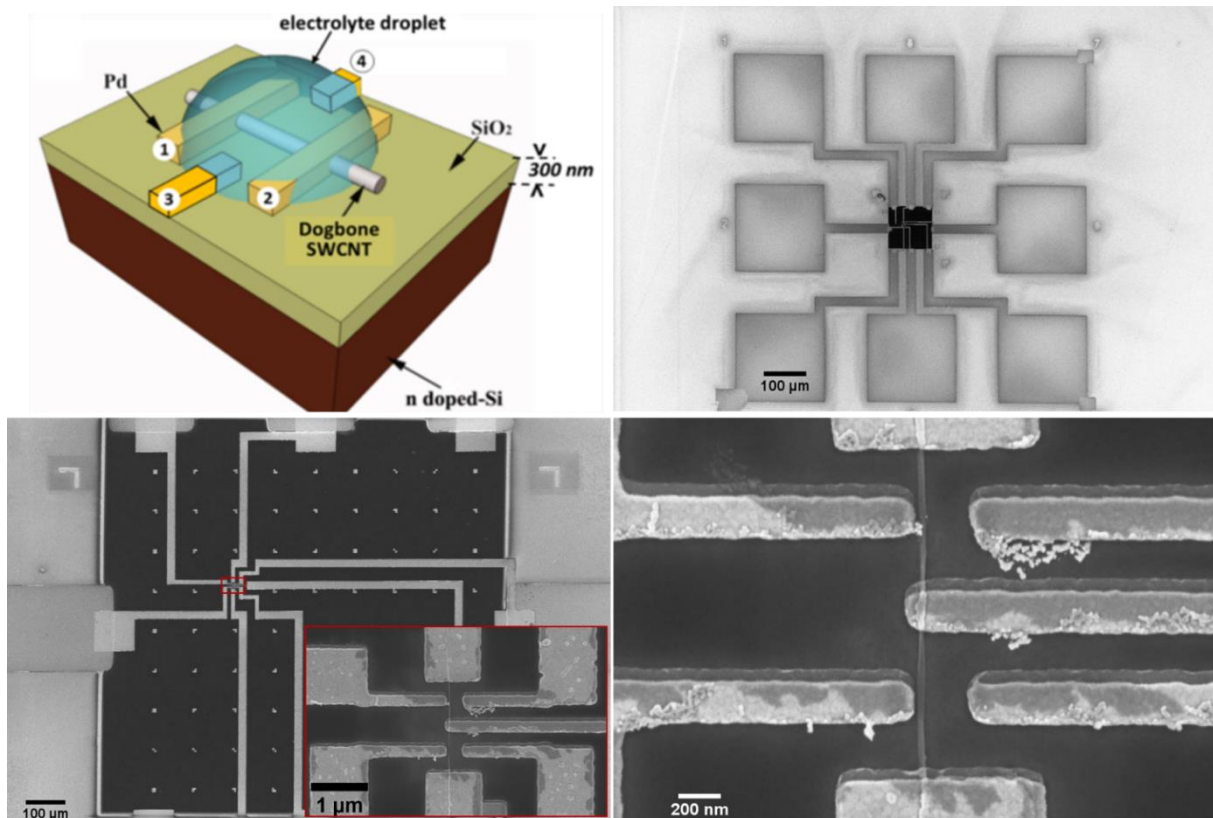 electrolyte droplet
4
Pd
SiO₂
1
300 nm
3
2
Dogbone
SWCNT
n doped-Si
7
100 µm
100 µm
1 µm
200 nm